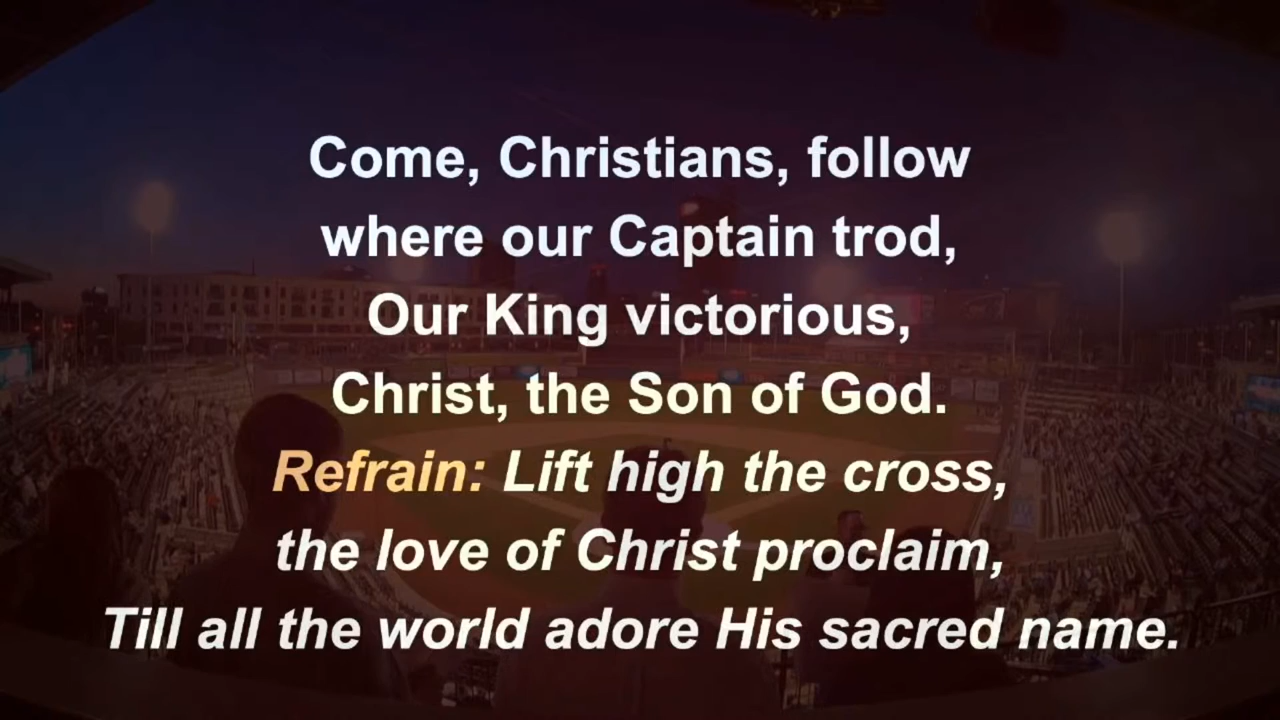 Come, Christians, follow
where our Captain trod,
Our King victorious,
Christ, the Son of God.
Refrain: Lift high the cross,
the love of Christ proclaim,
Till all the world adore His sacred name.